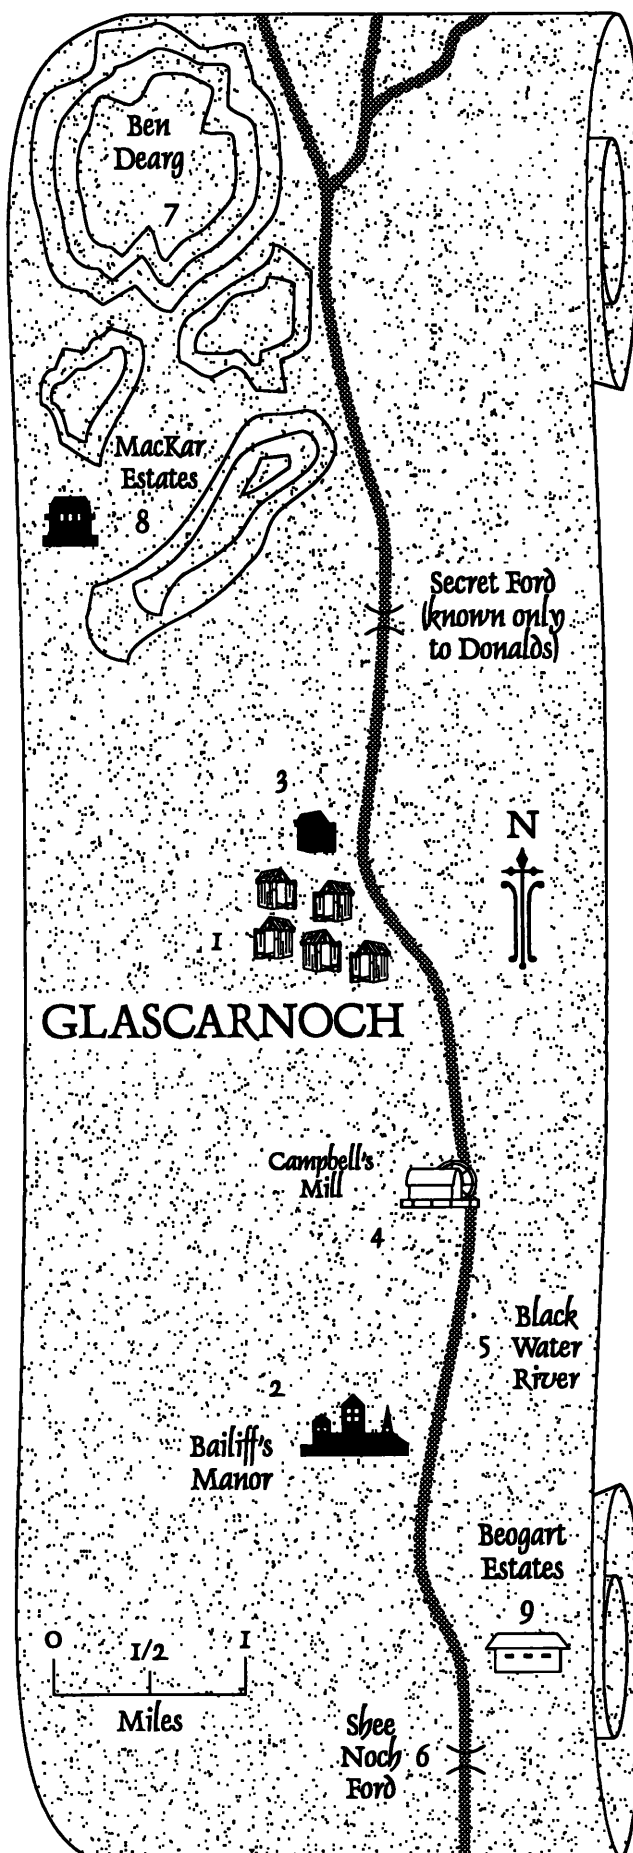 Ben
Dearg
7
MacKar
Estates
8
Secret Ford
(known only
to Donalds)
3
N
1
GLASCARNOCH
Campbell's
Mill
4
Black
5 Water
River
2
Bailiff's
Manor
Beogart
Estates
9
0 1/2 1
Miles
Shee
Noch 6
Ford